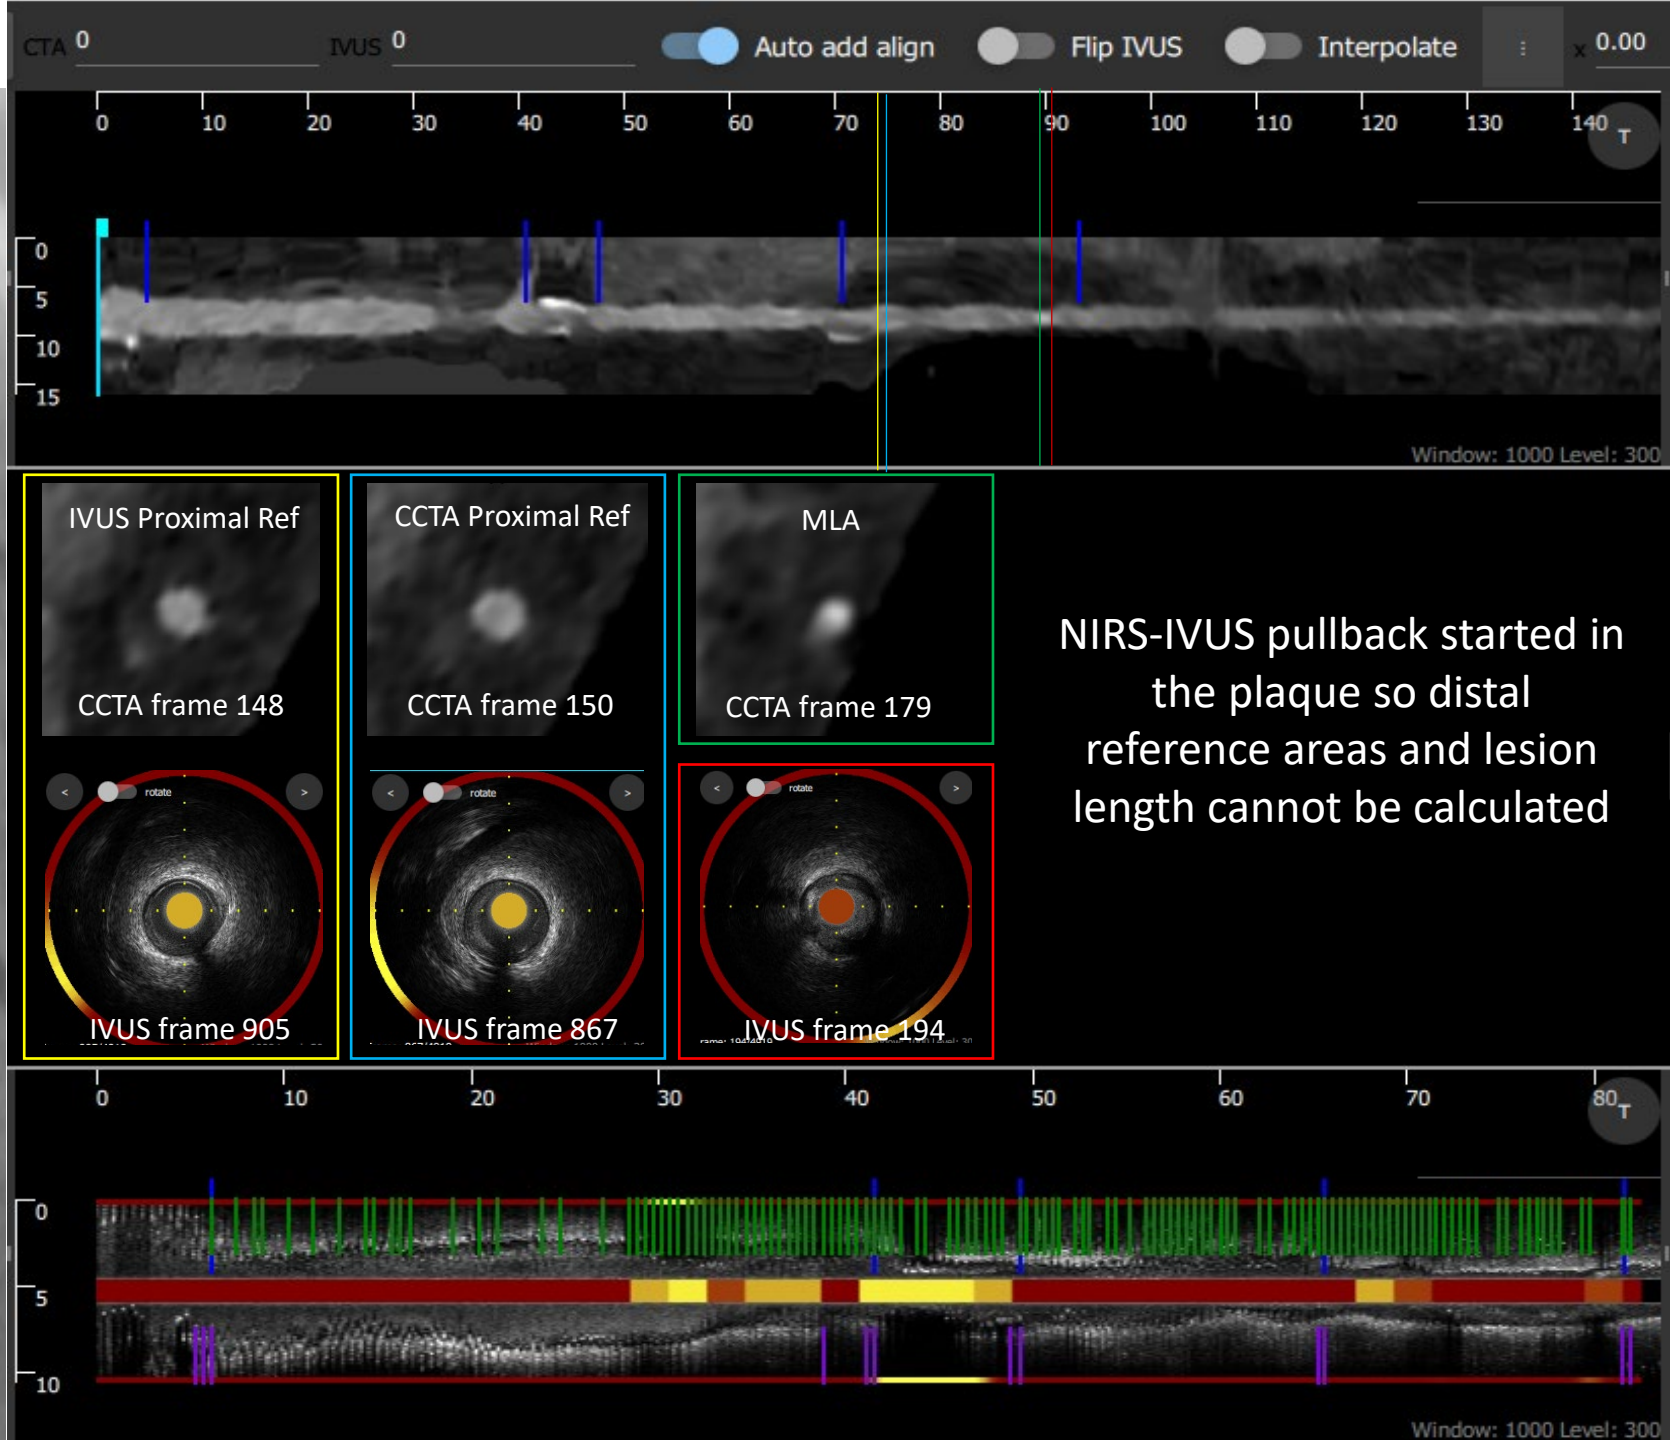 CTA 0 IVUS 0 Auto add align Flip IVUS Interpolate ⋮ x 0.00
0 10 20 30 40 50 60 70 80 90 100 110 120 130 140 T
0
5
10
15
Window: 1000 Level: 300
IVUS Proximal Ref
CCTA frame 148
< rotate >
IVUS frame 905
CCTA Proximal Ref
CCTA frame 150
< rotate >
IVUS frame 867
MLA
CCTA frame 179
< rotate >
IVUS frame 194
NIRS-IVUS pullback started in
the plaque so distal
reference areas and lesion
length cannot be calculated
0 10 20 30 40 50 60 70 80 T
0
5
10
Window: 1000 Level: 300